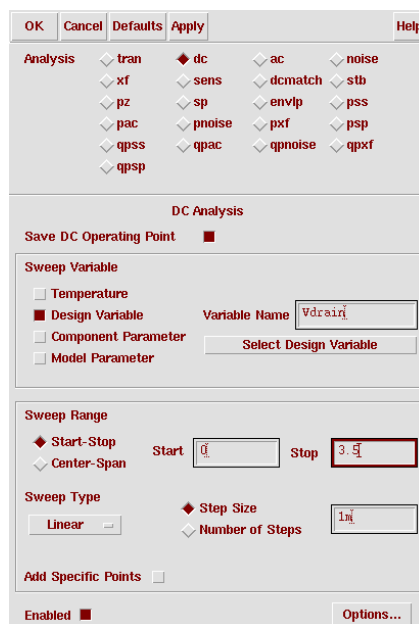 OK Cancel Defaults Apply Help
Analysis tran dc ac noise
xf sens dcmatch stb
pz sp envlp pss
pac pnoise pxf psp
qpss qpac qpnoise qpxf
qpsp
DC Analysis
Save DC Operating Point
Sweep Variable
Temperature
Design Variable Variable Name Vdrain
Component Parameter Select Design Variable
Model Parameter
Sweep Range
Start-Stop Start 0 Stop 3.5
Center-Span
Sweep Type Step Size 1m
Linear Number of Steps
Add Specific Points
Enabled Options...